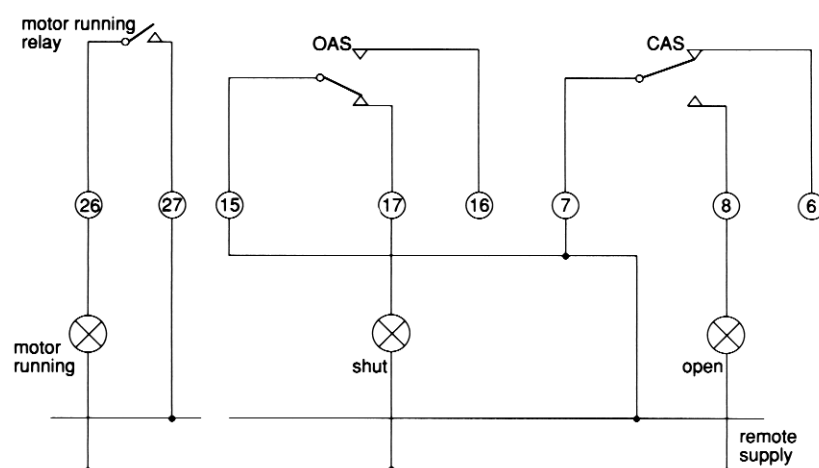 motor running
relay
OAS
CAS
26
27
15
17
16
7
8
6
motor
running
shut
open
remote
supply